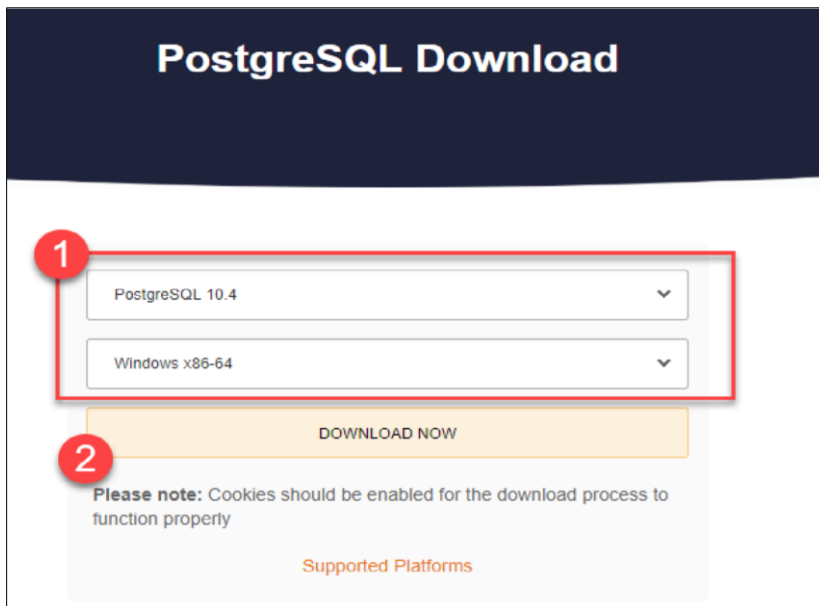 PostgreSQL Download
1
PostgreSQL 10.4
Windows x86-64
DOWNLOAD NOW
2
Please note: Cookies should be enabled for the download process to
function properly
Supported Platforms